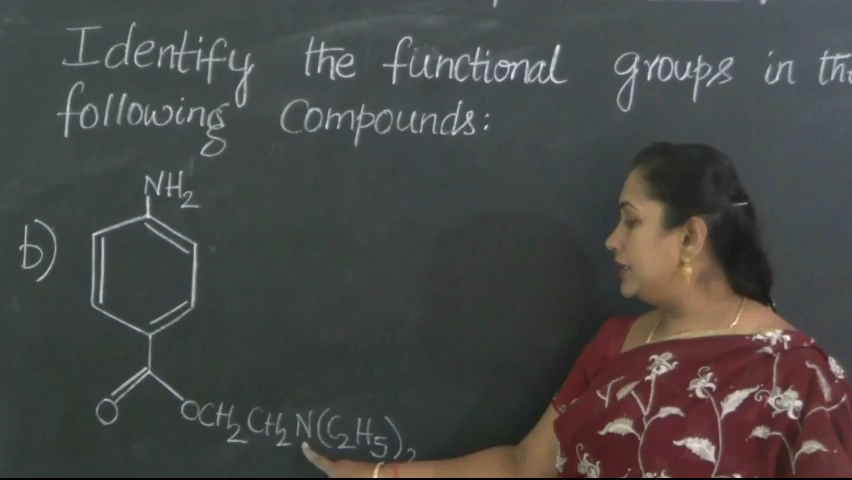 Identify the functional groups in the
following Compounds:
b)
NH2
O
OCH2CH2N(C2H5)2